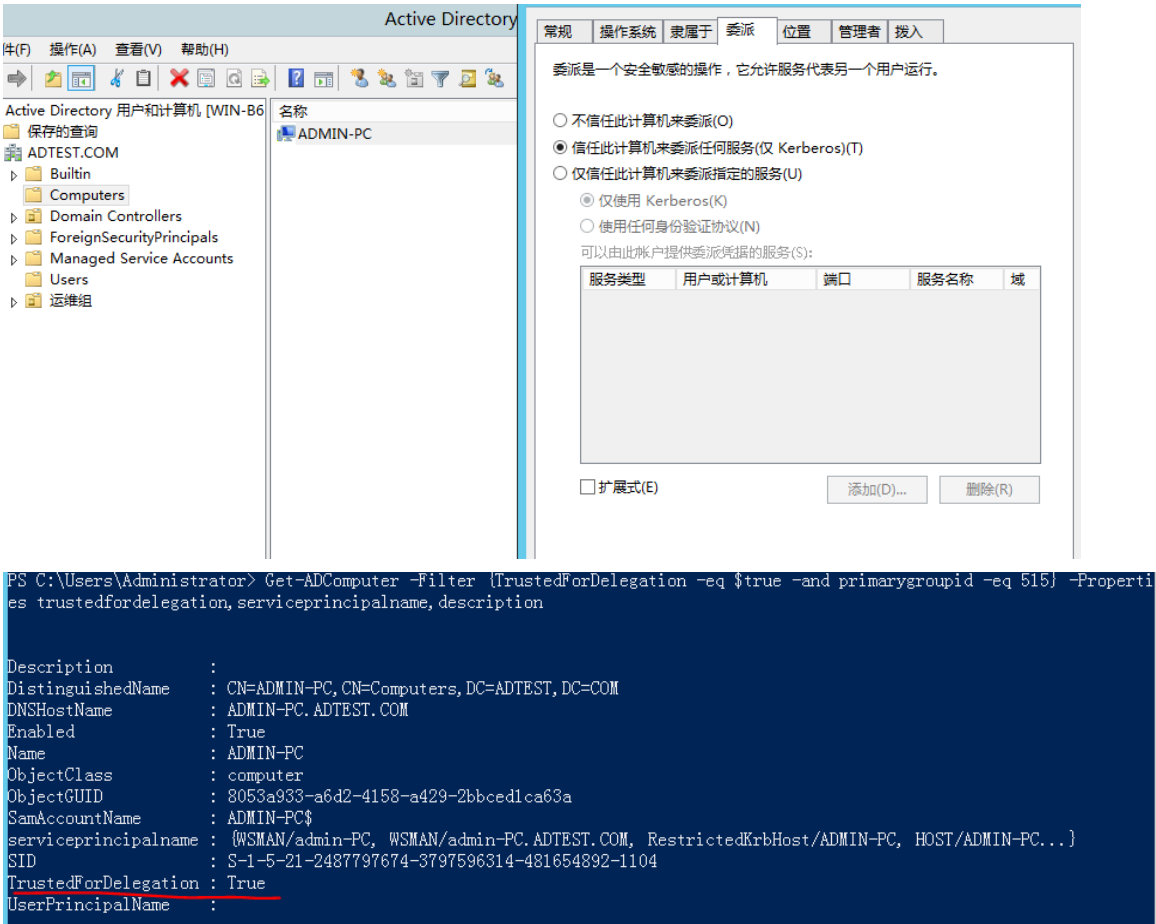 Active Directory
件(F) 操作(A) 查看(V) 帮助(H)
Active Directory 用户和计算机 [WIN-B6
保存的查询
ADTEST.COM
Builtin
Computers
Domain Controllers
ForeignSecurityPrincipals
Managed Service Accounts
Users
运维组
名称
ADMIN-PC
常规 操作系统 隶属于 委派 位置 管理者 拨入
委派是一个安全敏感的操作，它允许服务代表另一个用户运行。
不信任此计算机来委派(O)
信任此计算机来委派任何服务(仅 Kerberos)(T)
仅信任此计算机来委派指定的服务(U)
仅使用 Kerberos(K)
使用任何身份验证协议(N)
可以由此帐户提供委派凭据的服务(S):
服务类型 用户或计算机 端口 服务名称 域
扩展式(E) 添加(D)... 删除(R)
PS C:\Users\Administrator> Get-ADComputer -Filter {TrustedForDelegation -eq $true -and primarygroupid -eq 515} -Properti
es trustedfordelegation,serviceprincipalname,description
Description :
DistinguishedName : CN=ADMIN-PC,CN=Computers,DC=ADTEST,DC=COM
DNSHostName : ADMIN-PC.ADTEST.COM
Enabled : True
Name : ADMIN-PC
ObjectClass : computer
ObjectGUID : 8053a933-a6d2-4158-a429-2bbced1ca63a
SamAccountName : ADMIN-PC$
serviceprincipalname : {WSMAN/admin-PC, WSMAN/admin-PC.ADTEST.COM, RestrictedKrbHost/ADMIN-PC, HOST/ADMIN-PC...}
SID : S-1-5-21-2487797674-3797596314-481654892-1104
TrustedForDelegation : True
UserPrincipalName :